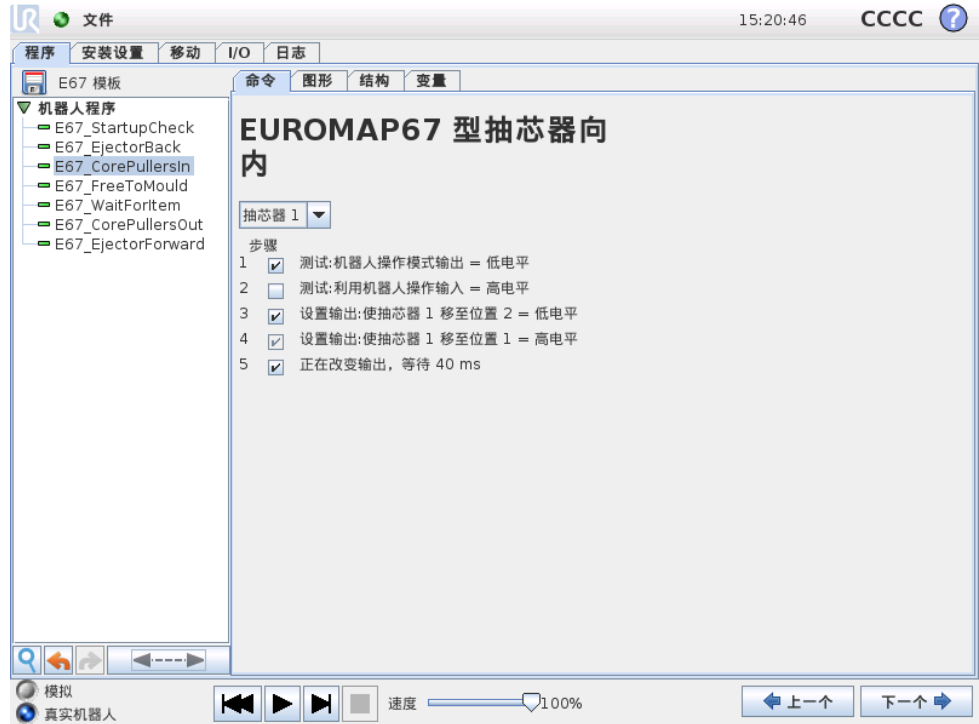 UR 文件 15:20:46 CCCC ?
程序 安装设置 移动 I/O 日志
E67 模板
命令 图形 结构 变量
机器人程序
E67_StartupCheck
E67_EjectorBack
E67_CorePullersIn
E67_FreeToMould
E67_WaitForItem
E67_CorePullersOut
E67_EjectorForward
EUROMAP67 型抽芯器向
内
抽芯器 1
步骤
1 测试:机器人操作模式输出 = 低电平
2 测试:利用机器人操作输入 = 高电平
3 设置输出:使抽芯器 1 移至位置 2 = 低电平
4 设置输出:使抽芯器 1 移至位置 1 = 高电平
5 正在改变输出，等待 40 ms
模拟
真实机器人
速度 100%
上一个 下一个